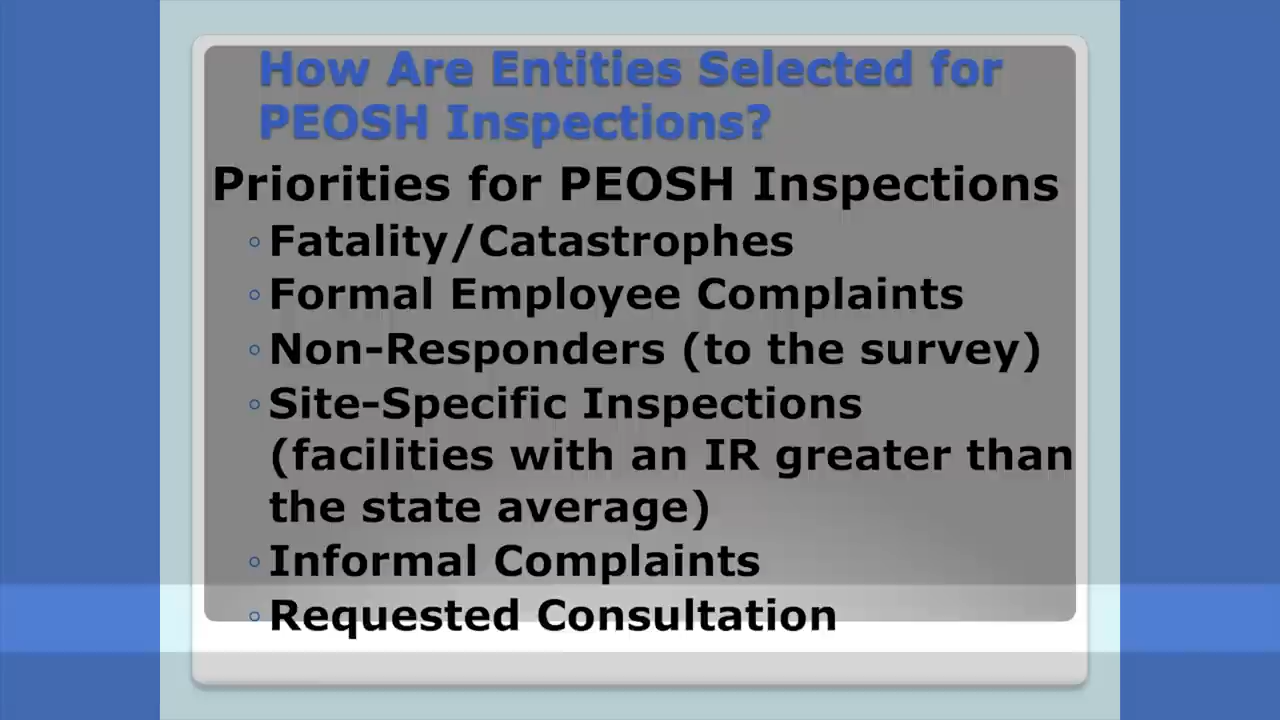 How Are Entities Selected for
PEOSH Inspections?
Priorities for PEOSH Inspections
◦Fatality/Catastrophes
◦Formal Employee Complaints
◦Non-Responders (to the survey)
◦Site-Specific Inspections
(facilities with an IR greater than
the state average)
◦Informal Complaints
◦Requested Consultation